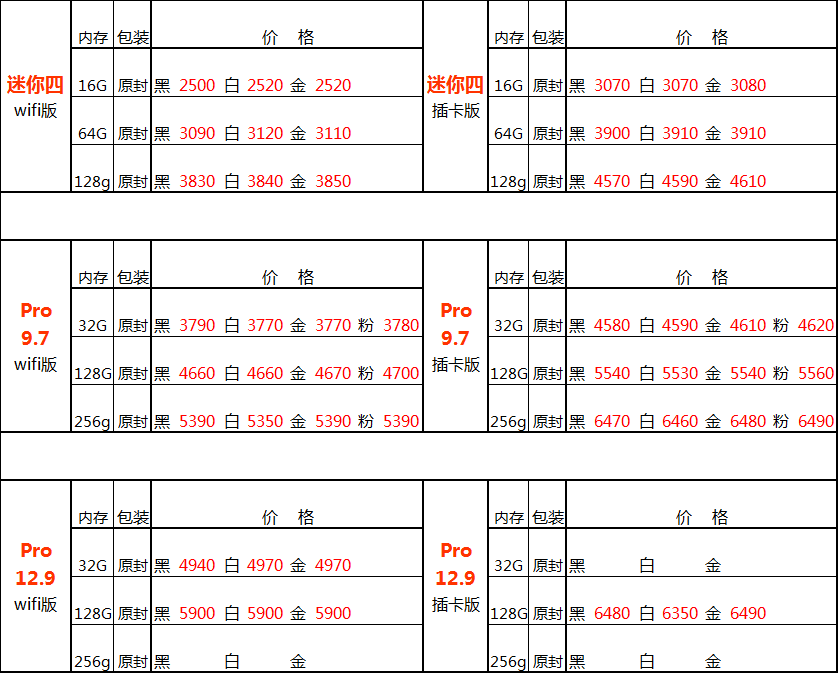 内存 包装 价 格 内存 包装 价 格
迷你四 16G 原封 黑 2500 白 2520 金 2520 迷你四 16G 原封 黑 3070 白 3070 金 3080
wifi版 插卡版
64G 原封 黑 3090 白 3120 金 3110 64G 原封 黑 3900 白 3910 金 3910
128g 原封 黑 3830 白 3840 金 3850 128g 原封 黑 4570 白 4590 金 4610
内存 包装 价 格 内存 包装 价 格
Pro Pro
32G 原封 黑 3790 白 3770 金 3770 粉 3780 32G 原封 黑 4580 白 4590 金 4610 粉 4620
9.7 9.7
wifi版 插卡版
128G 原封 黑 4660 白 4660 金 4670 粉 4700 128G 原封 黑 5540 白 5530 金 5540 粉 5560
256g 原封 黑 5390 白 5350 金 5390 粉 5390 256g 原封 黑 6470 白 6460 金 6480 粉 6490
内存 包装 价 格 内存 包装 价 格
Pro Pro
32G 原封 黑 4940 白 4970 金 4970 32G 原封 黑 白 金
12.9 12.9
wifi版 插卡版
128G 原封 黑 5900 白 5900 金 5900 128G 原封 黑 6480 白 6350 金 6490
256g 原封 黑 白 金 256g 原封 黑 白 金